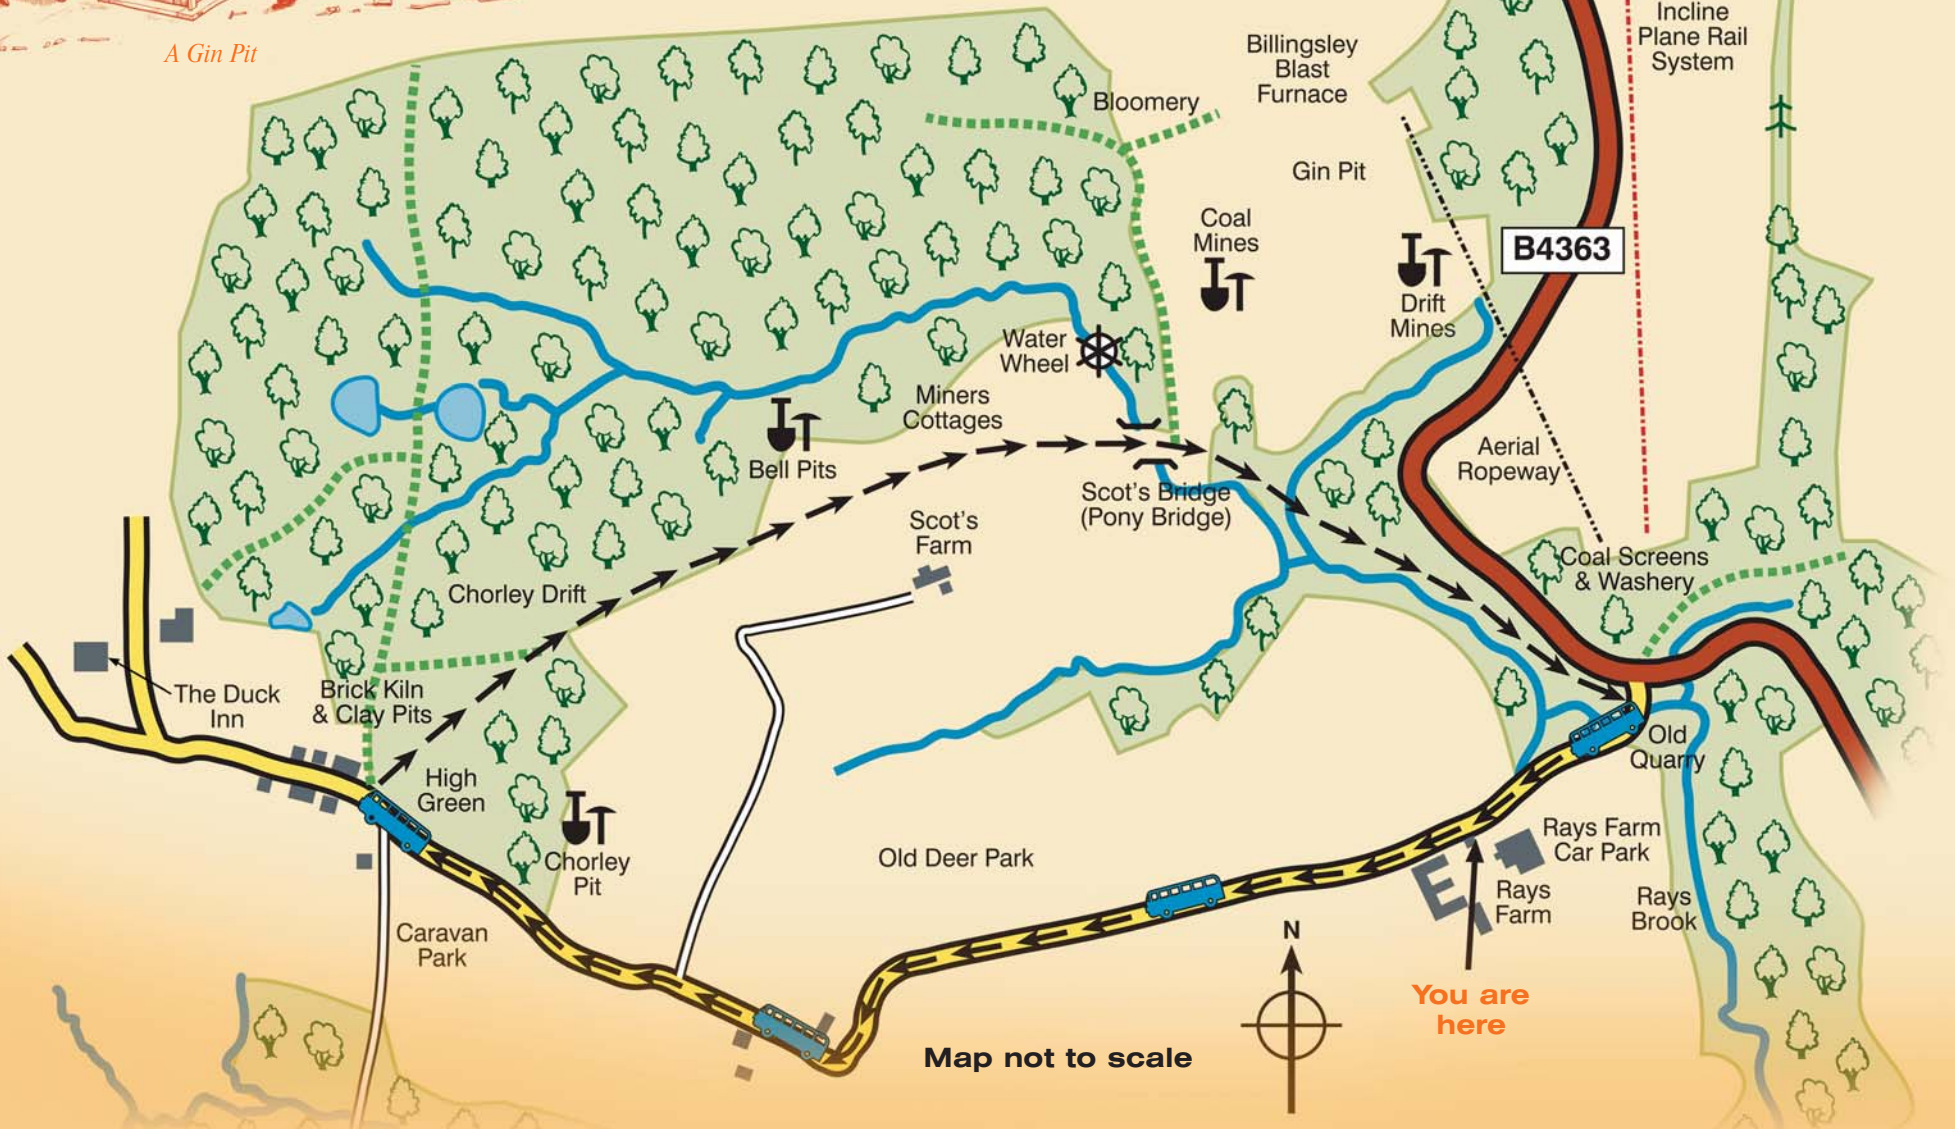 A Gin Pit
Incline
Plane Rail
System
Billingsley
Blast
Furnace
Bloomery
Gin Pit
Coal
Mines
B4363
Drift
Mines
Water
Wheel
Miners
Cottages
Bell Pits
Aerial
Ropeway
Scot's Bridge
(Pony Bridge)
Scot's
Farm
Coal Screens
& Washery
Chorley Drift
The Duck
Inn
Brick Kiln
& Clay Pits
High
Green
Old
Quarry
Chorley
Pit
Old Deer Park
Rays Farm
Car Park
Rays
Farm
Rays
Brook
Caravan
Park
N
You are
here
Map not to scale